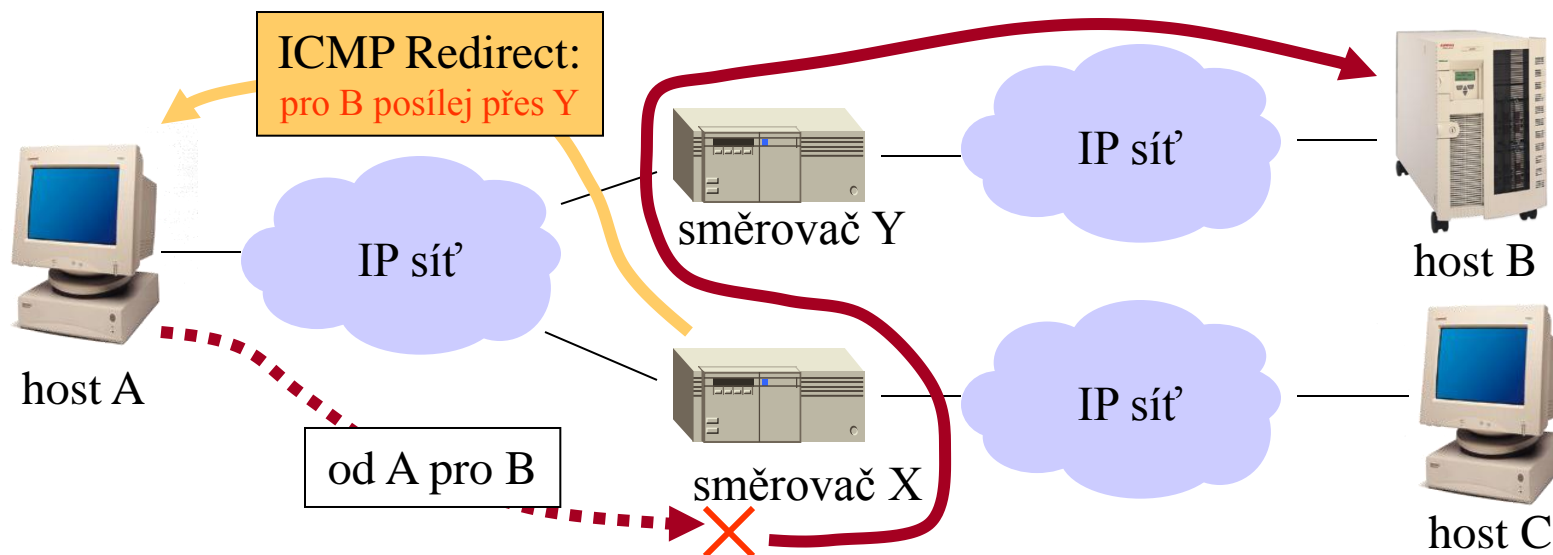 ICMP Redirect:
pro B posílej přes Y
IP síť
směrovač Y
host B
IP síť
host A
od A pro B
směrovač X
IP síť
host C